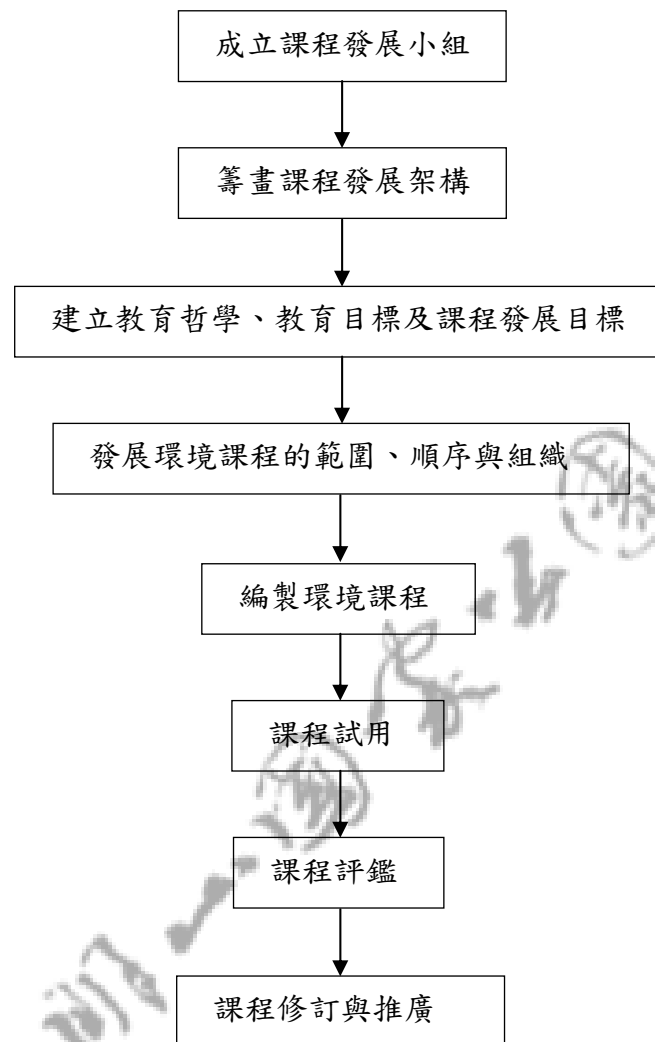 成立課程發展小組
籌畫課程發展架構
建立教育哲學、教育目標及課程發展目標
發展環境課程的範圍、順序與組織
編製環境課程
課程試用
課程評鑑
課程修訂與推廣